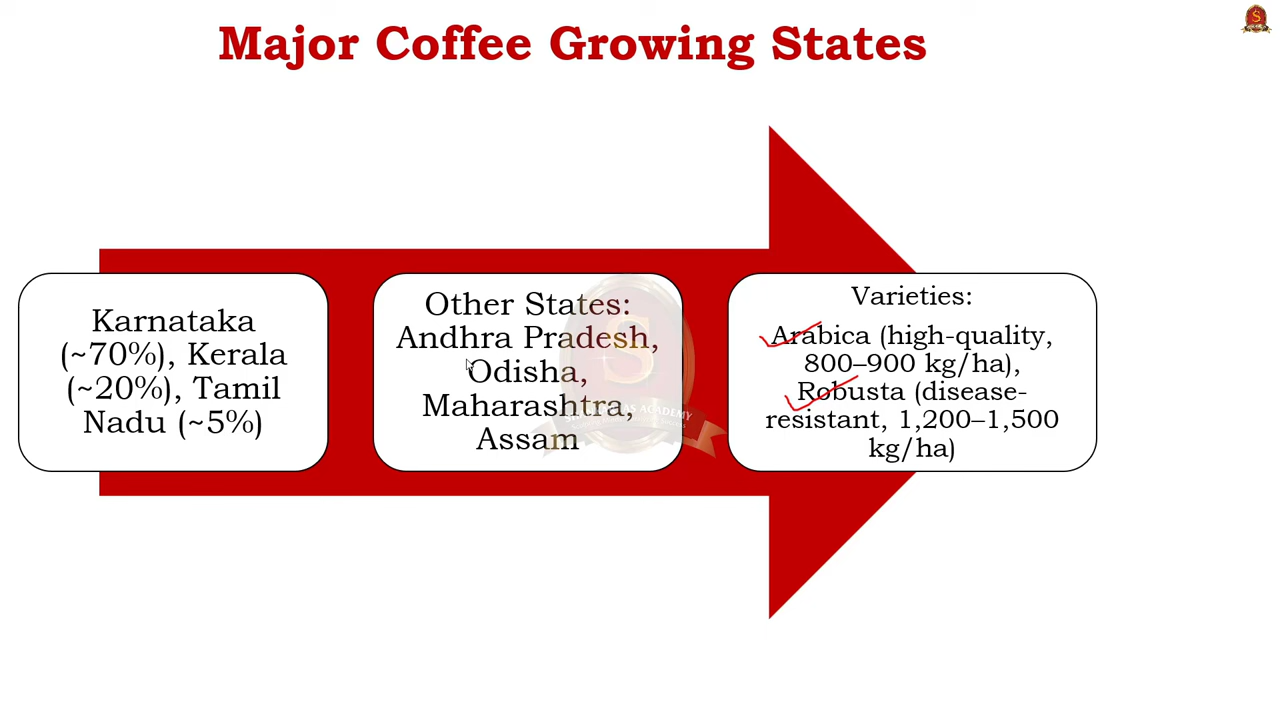 Major Coffee Growing States
Karnataka
(~70%), Kerala
(~20%), Tamil
Nadu (~5%)
Other States:
Andhra Pradesh,
Odisha,
Maharashtra,
Assam
Varieties:
Arabica (high-quality,
800–900 kg/ha),
Robusta (disease-
resistant, 1,200–1,500
kg/ha)